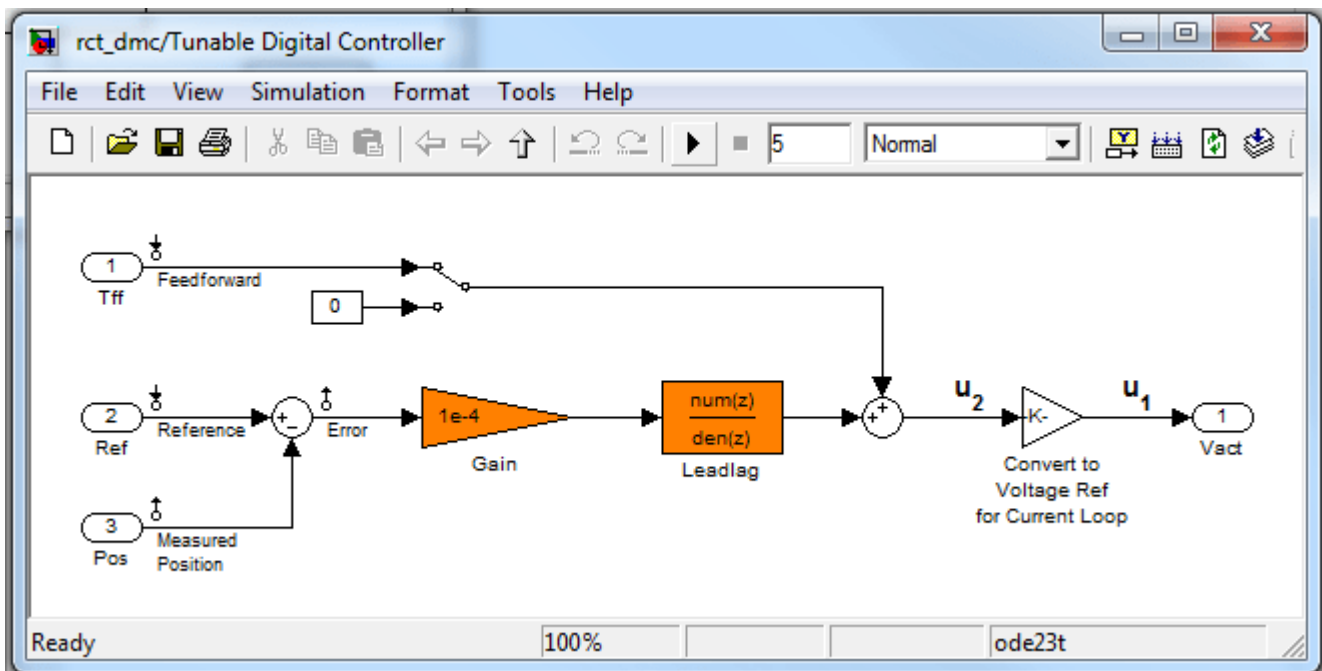 rct_dmc/Tunable Digital Controller
File Edit View Simulation Format Tools Help
5 Normal
1
Tff
Feedforward
0
2
Ref
Reference
+
-
Error
1e-4
Gain
num(z)
den(z)
Leadlag
+
+
u2
-K-
Convert to
Voltage Ref
for Current Loop
u1
1
Vact
3
Pos
Measured
Position
Ready 100% ode23t